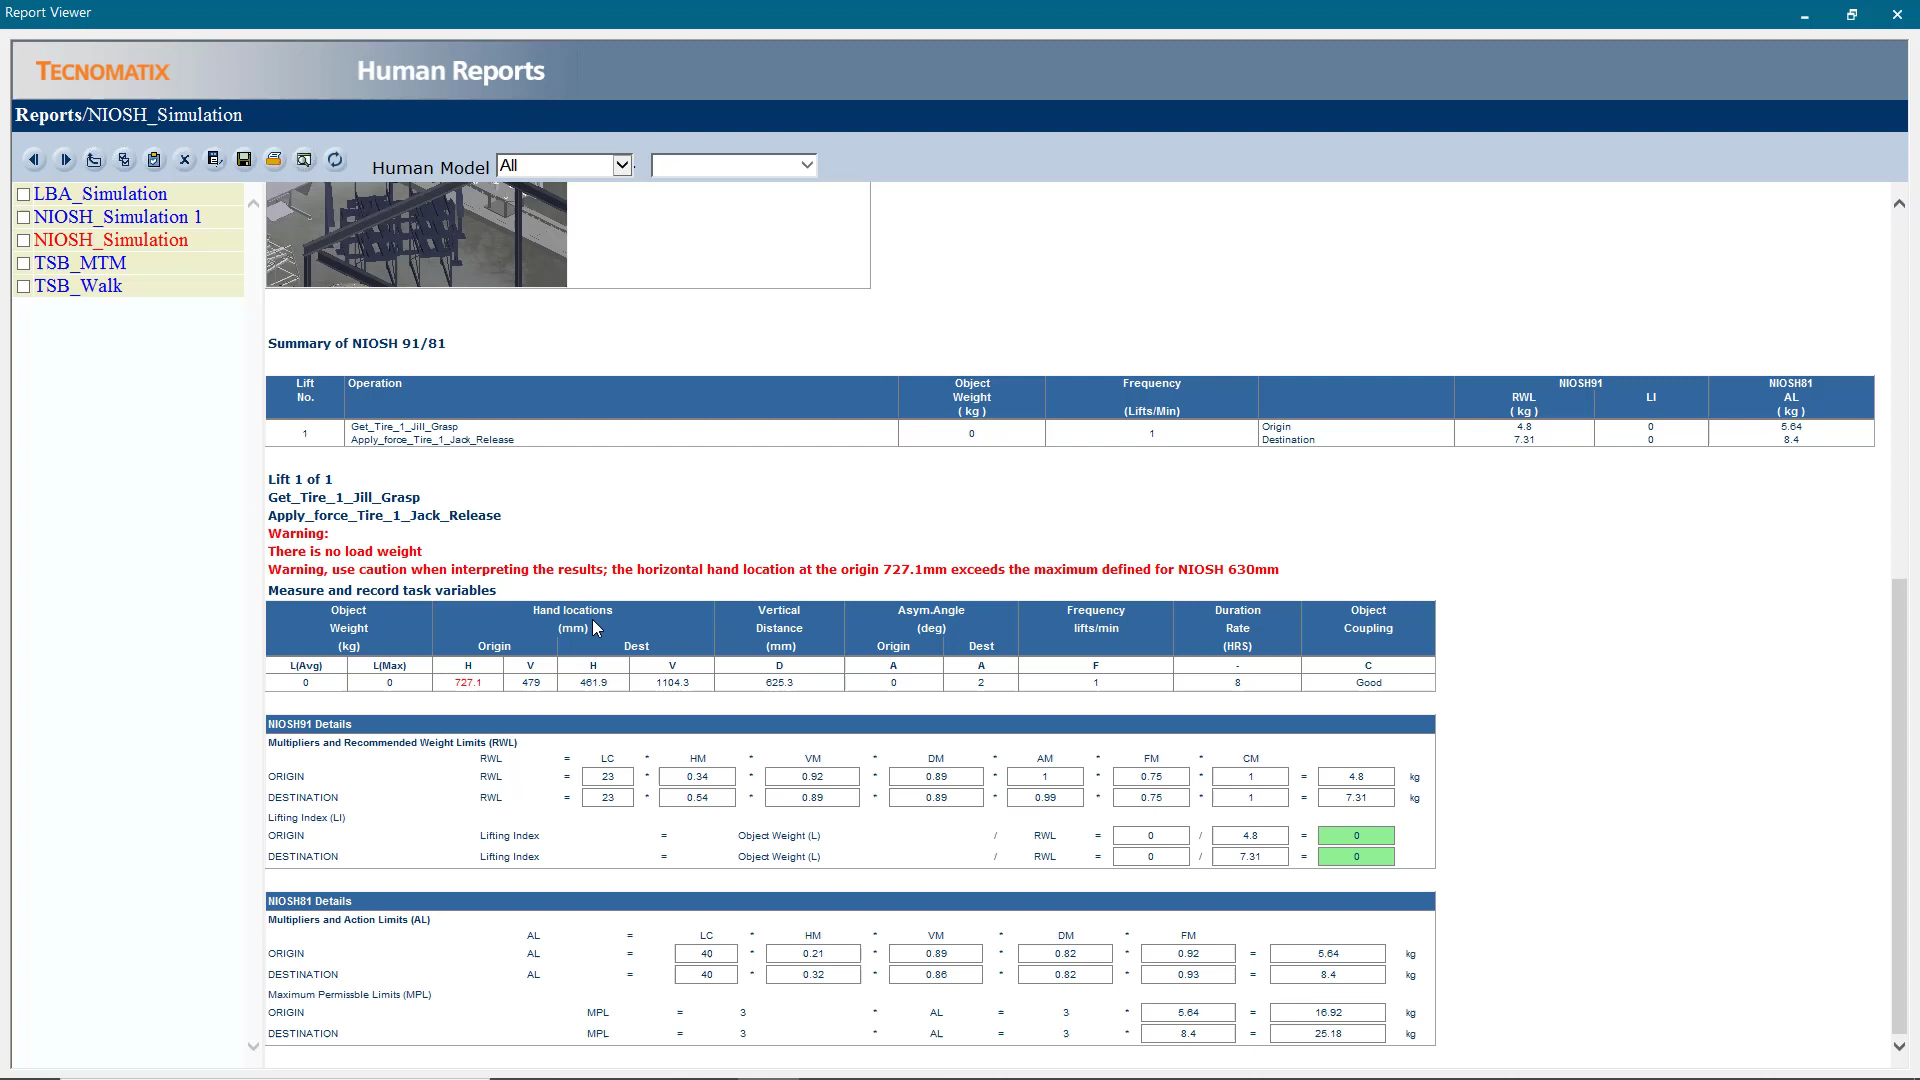 Report Viewer
TECNOMATIX
Human Reports
Reports/NIOSH_Simulation
Human Model All
LBA_Simulation
NIOSH_Simulation 1
NIOSH_Simulation
TSB_MTM
TSB_Walk
Summary of NIOSH 91/81
Lift Operation Object Frequency NIOSH91 NIOSH81
No. Weight RWL LI AL
( kg ) (Lifts/Min) ( kg ) ( kg )
Get_Tire_1_Jill_Grasp Origin 4.8 0 5.64
1 0 1
Apply_force_Tire_1_Jack_Release Destination 7.31 0 8.4
Lift 1 of 1
Get_Tire_1_Jill_Grasp
Apply_force_Tire_1_Jack_Release
Warning:
There is no load weight
Warning, use caution when interpreting the results; the horizontal hand location at the origin 727.1mm exceeds the maximum defined for NIOSH 630mm
Measure and record task variables
Object Hand locations Vertical Asym.Angle Frequency Duration Object
Weight (mm) Distance (deg) lifts/min Rate Coupling
(kg) Origin Dest (mm) Origin Dest (HRS)
L(Avg) L(Max) H V H V D A A F - C
0 0 727.1 479 461.9 1104.3 625.3 0 2 1 8 Good
NIOSH91 Details
Multipliers and Recommended Weight Limits (RWL)
RWL = LC * HM * VM * DM * AM * FM * CM
ORIGIN RWL = 23 * 0.34 * 0.92 * 0.89 * 1 * 0.75 * 1 = 4.8 kg
DESTINATION RWL = 23 * 0.54 * 0.89 * 0.89 * 0.99 * 0.75 * 1 = 7.31 kg
Lifting Index (LI)
ORIGIN Lifting Index = Object Weight (L) / RWL = 0 / 4.8 = 0
DESTINATION Lifting Index = Object Weight (L) / RWL = 0 / 7.31 = 0
NIOSH81 Details
Multipliers and Action Limits (AL)
AL = LC * HM * VM * DM * FM
ORIGIN AL = 40 * 0.21 * 0.89 * 0.82 * 0.92 = 5.64 kg
DESTINATION AL = 40 * 0.32 * 0.86 * 0.82 * 0.93 = 8.4 kg
Maximum Permissble Limits (MPL)
ORIGIN MPL = 3 * AL = 3 * 5.64 = 16.92 kg
DESTINATION MPL = 3 * AL = 3 * 8.4 = 25.18 kg